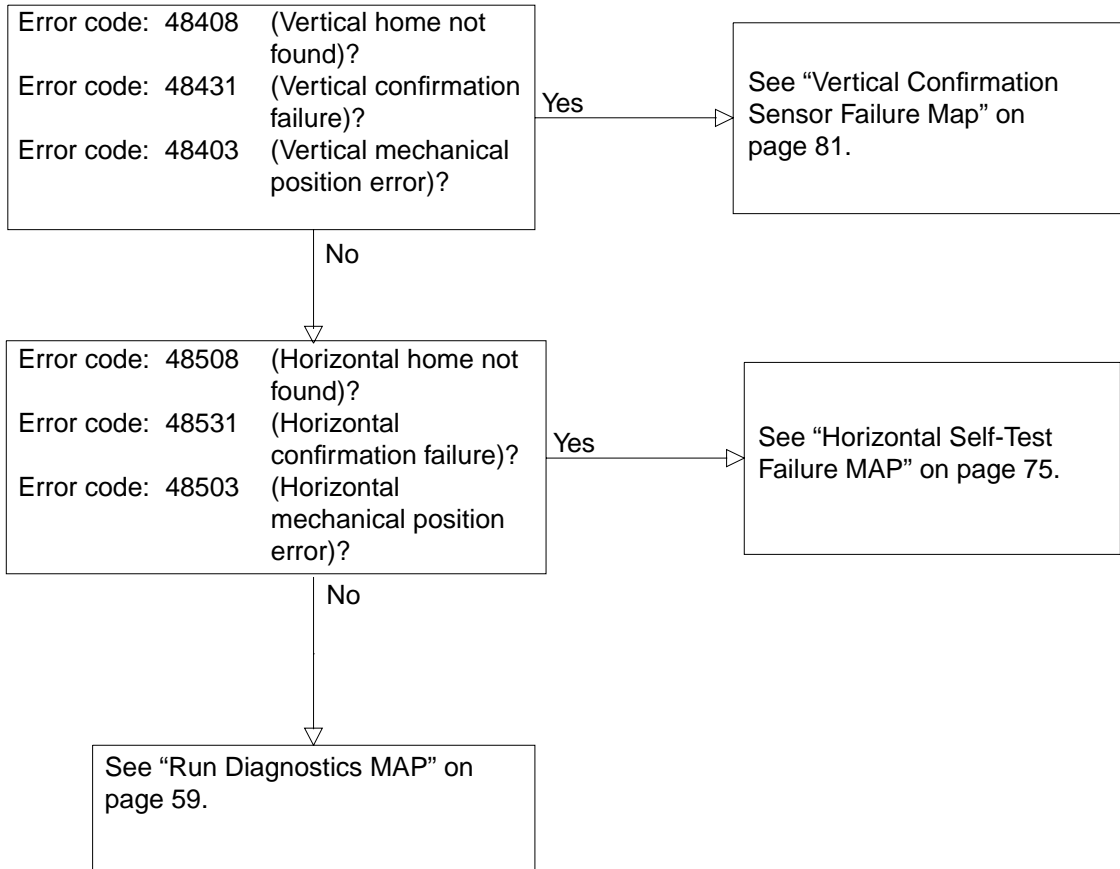 Error code: 48408 (Vertical home not
found)?
Error code: 48431 (Vertical confirmation
failure)?
Error code: 48403 (Vertical mechanical
position error)?
Yes
See “Vertical Confirmation
Sensor Failure Map” on
page 81.
No
Error code: 48508 (Horizontal home not
found)?
Error code: 48531 (Horizontal
confirmation failure)?
Error code: 48503 (Horizontal
mechanical position
error)?
Yes
See “Horizontal Self-Test
Failure MAP” on page 75.
No
See “Run Diagnostics MAP” on
page 59.